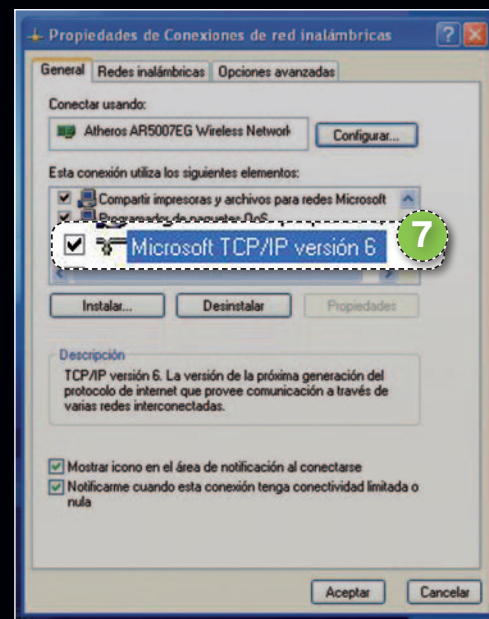 Propiedades de Conexiones de red inalámbricas
General Redes inalámbricas Opciones avanzadas
Conectar usando:
Atheros AR5007EG Wireless Network
Configurar...
Esta conexión utiliza los siguientes elementos:
Compartir impresoras y archivos para redes Microsoft
Programador de paquetes QoS
Microsoft TCP/IP versión 6
7
Instalar... Desinstalar Propiedades
Descripción
TCP/IP versión 6. La versión de la próxima generación del
protocolo de internet que provee comunicación a través de
varias redes interconectadas.
Mostrar icono en el área de notificación al conectarse
Notificarme cuando esta conexión tenga conectividad limitada o
nula
Aceptar Cancelar